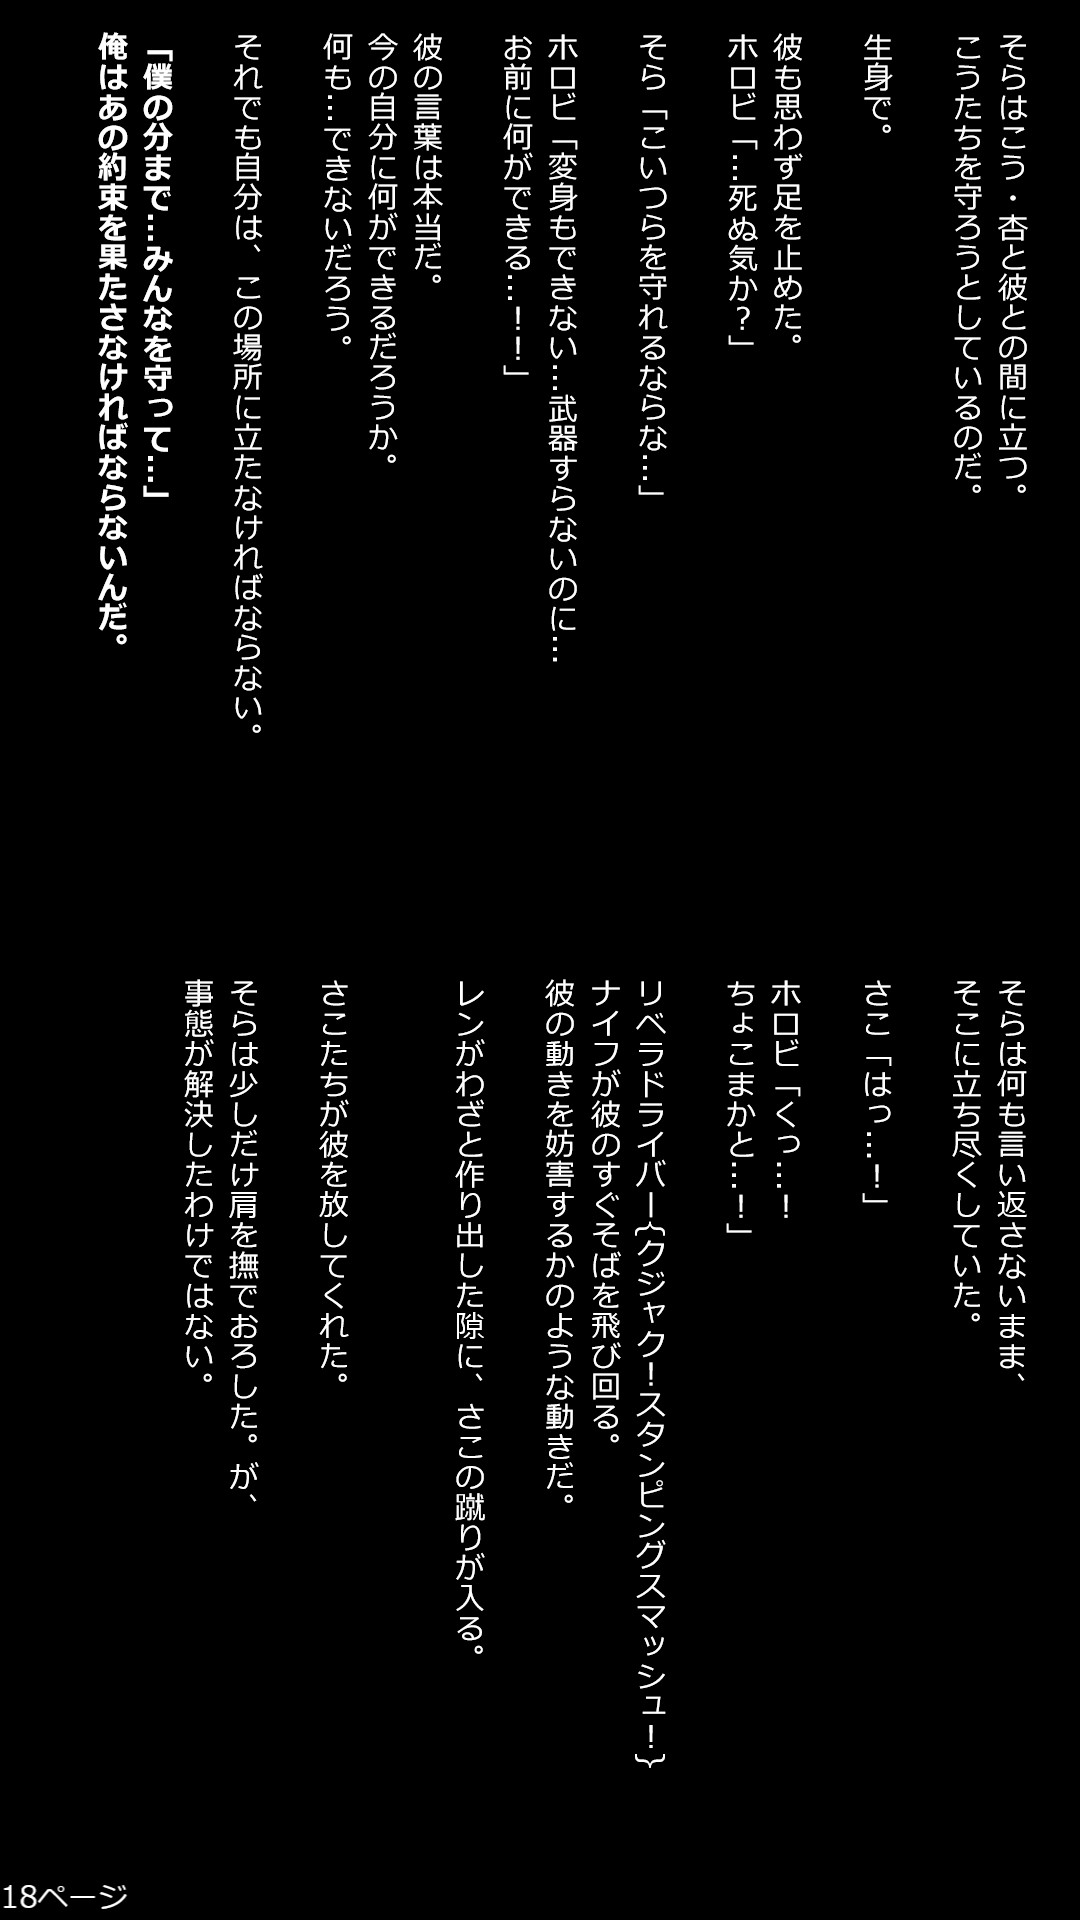 そらはこう・杏と彼との間に立つ。
こうたちを守ろうとしているのだ。
生身で。
彼も思わず足を止めた。
ホロビ「…死ぬ気か?」
そら「こいつらを守れるならな…」
ホロビ「変身もできない…武器すらないのに…
お前に何ができる…！！」
彼の言葉は本当だ。
今の自分に何ができるだろうか。
何も…できないだろう。
それでも自分は、この場所に立たなければならない。
「僕の分まで…みんなを守って…」
俺はあの約束を果たさなければならないんだ。
そらは何も言い返さないまま、
そこに立ち尽くしていた。
さこ「はっ…！」
ホロビ「くっ…！
ちょこまかと…！」
リベラドライバー{クジャク！スタンピングスマッシュ！}
ナイフが彼のすぐそばを飛び回る。
彼の動きを妨害するかのような動きだ。
レンがわざと作り出した隙に、さこの蹴りが入る。
さこたちが彼を放してくれた。
そらは少しだけ肩を撫でおろした。が、
事態が解決したわけではない。
18ページ